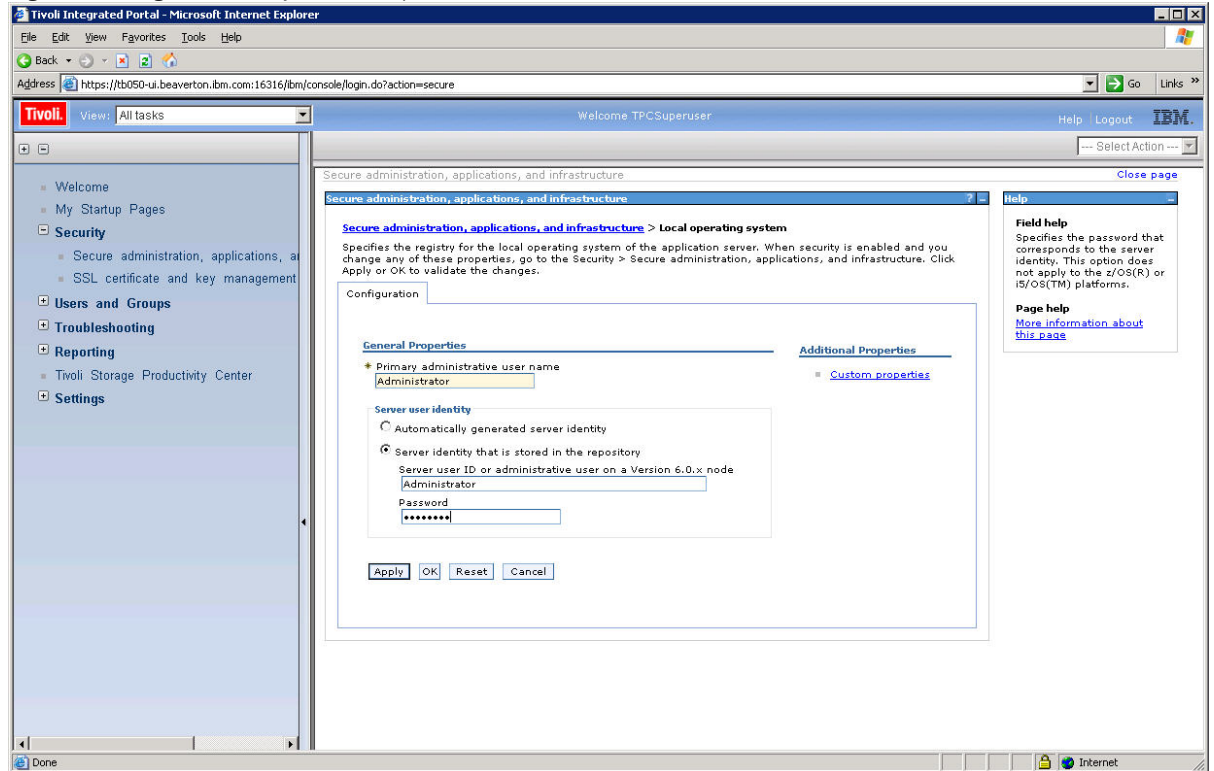 Tivoli Integrated Portal - Microsoft Internet Explorer
File Edit View Favorites Tools Help
Back
Address https://tb050-ui.beaverton.ibm.com:16316/ibm/console/login.do?action=secure Go Links »
Tivoli. View: All tasks Welcome TPCSuperuser Help Logout IBM.
--- Select Action ---
Welcome
My Startup Pages
Security
Secure administration, applications, a
SSL certificate and key management
Users and Groups
Troubleshooting
Reporting
Tivoli Storage Productivity Center
Settings
Secure administration, applications, and infrastructure Close page
Secure administration, applications, and infrastructure ? –
Secure administration, applications, and infrastructure > Local operating system
Specifies the registry for the local operating system of the application server. When security is enabled and you
change any of these properties, go to the Security > Secure administration, applications, and infrastructure. Click
Apply or OK to validate the changes.
Configuration
General Properties
* Primary administrative user name
Administrator
Server user identity
Automatically generated server identity
Server identity that is stored in the repository
Server user ID or administrative user on a Version 6.0.x node
Administrator
Password
••••••••
Apply OK Reset Cancel
Additional Properties
Custom properties
Help –
Field help
Specifies the password that
corresponds to the server
identity. This option does
not apply to the z/OS(R) or
i5/OS(TM) platforms.
Page help
More information about
this page
Done Internet